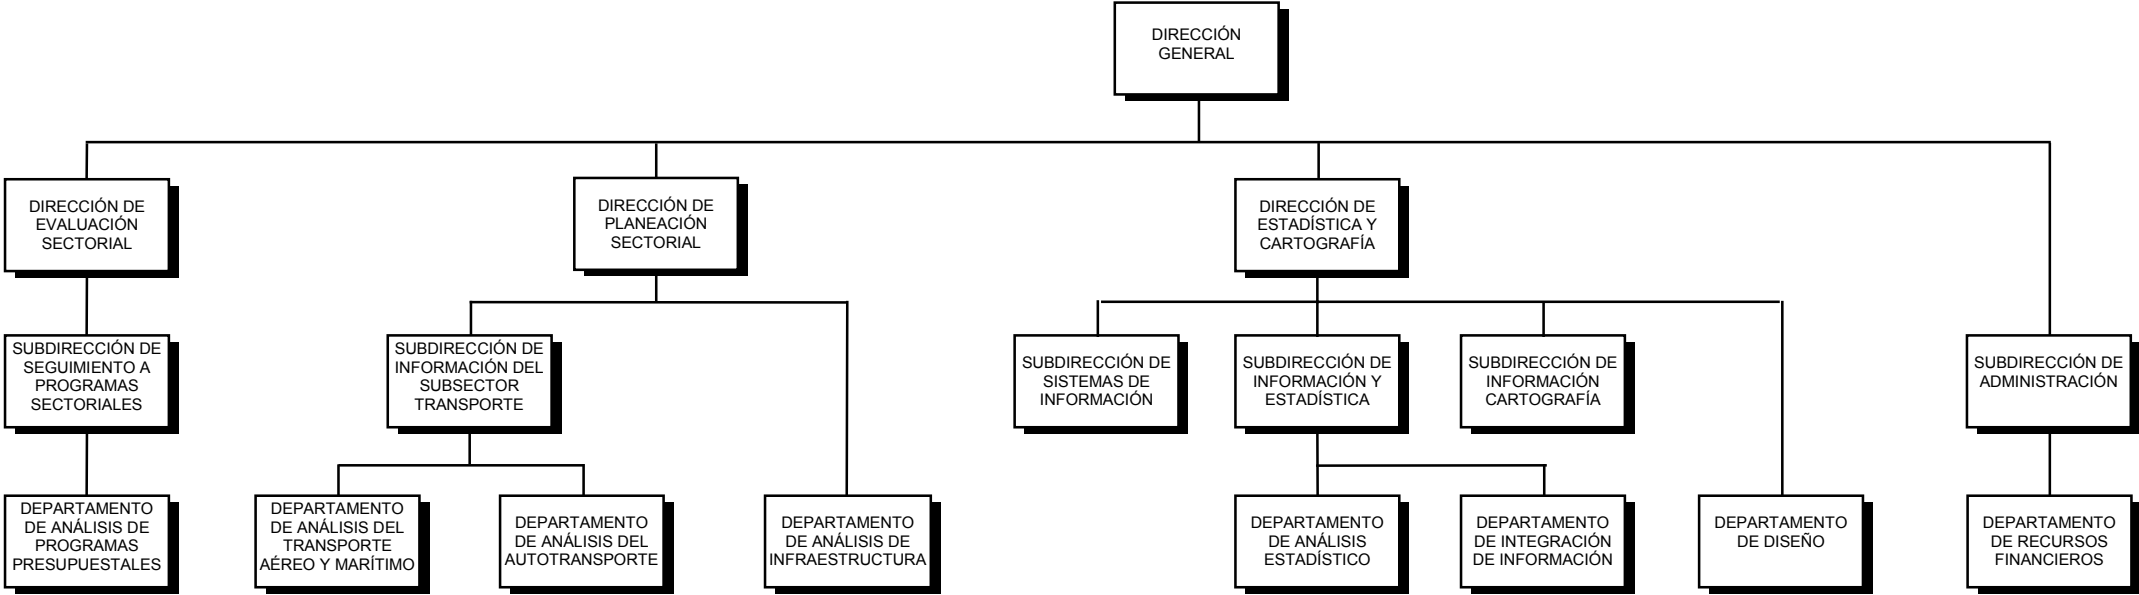 DIRECCIÓN
GENERAL
DIRECCIÓN DE
EVALUACIÓN
SECTORIAL
DIRECCIÓN DE
PLANEACIÓN
SECTORIAL
DIRECCIÓN DE
ESTADÍSTICA Y
CARTOGRAFÍA
SUBDIRECCIÓN DE
SEGUIMIENTO A
PROGRAMAS
SECTORIALES
SUBDIRECCIÓN DE
INFORMACIÓN DEL
SUBSECTOR
TRANSPORTE
SUBDIRECCIÓN DE
SISTEMAS DE
INFORMACIÓN
SUBDIRECCIÓN DE
INFORMACIÓN Y
ESTADÍSTICA
SUBDIRECCIÓN DE
INFORMACIÓN
CARTOGRAFÍA
SUBDIRECCIÓN DE
ADMINISTRACIÓN
DEPARTAMENTO
DE ANÁLISIS DE
PROGRAMAS
PRESUPUESTALES
DEPARTAMENTO
DE ANÁLISIS DEL
TRANSPORTE
AÉREO Y MARÍTIMO
DEPARTAMENTO
DE ANÁLISIS DEL
AUTOTRANSPORTE
DEPARTAMENTO
DE ANÁLISIS DE
INFRAESTRUCTURA
DEPARTAMENTO
DE ANÁLISIS
ESTADÍSTICO
DEPARTAMENTO
DE INTEGRACIÓN
DE INFORMACIÓN
DEPARTAMENTO
DE DISEÑO
DEPARTAMENTO
DE RECURSOS
FINANCIEROS